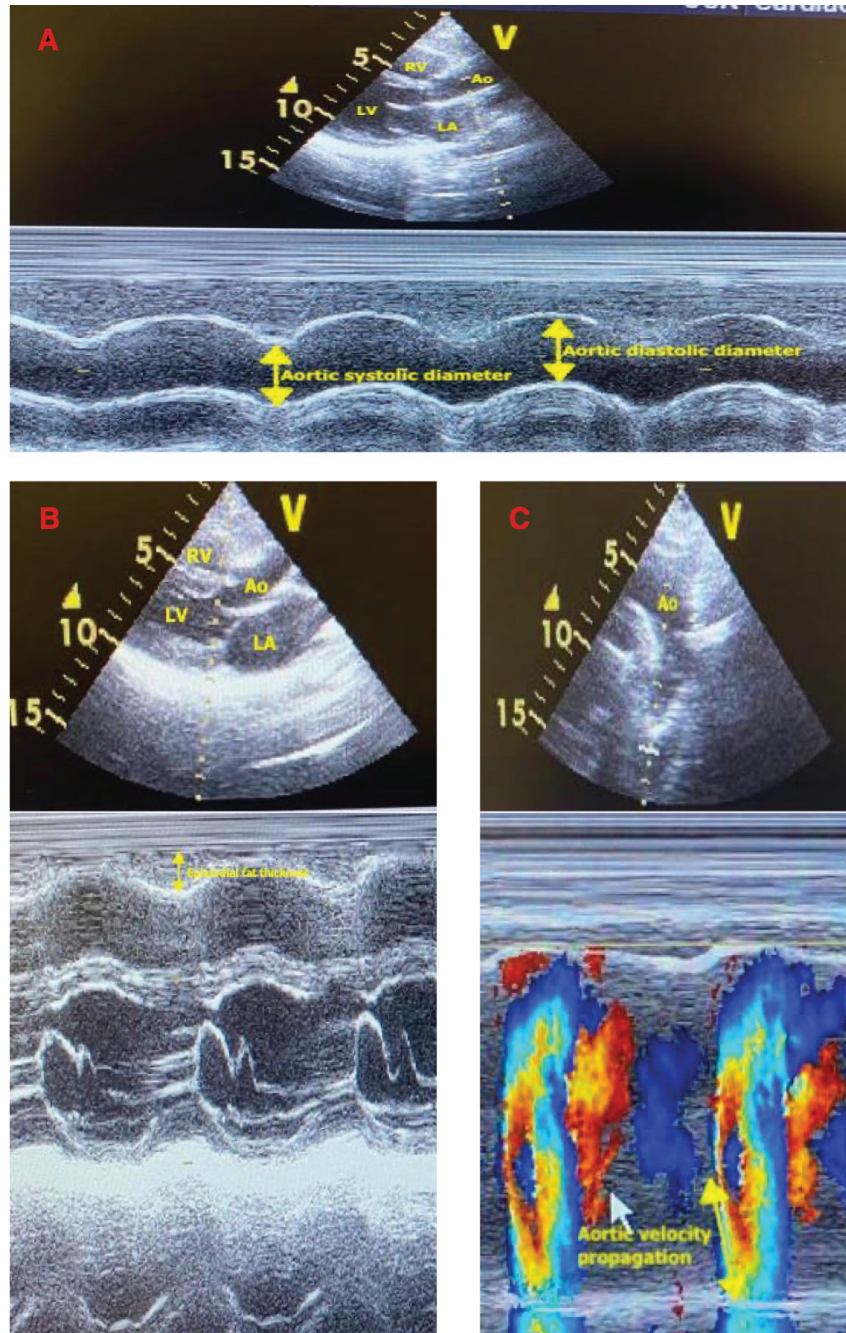 A
V
5
RV
Ao
10
LV
LA
15
Aortic systolic diameter
Aortic diastolic diameter
B
V
5
RV
Ao
LV
10
LA
15
C
V
5
Ao
10
15
Epicardial fat thickness
Aortic velocity
propagation